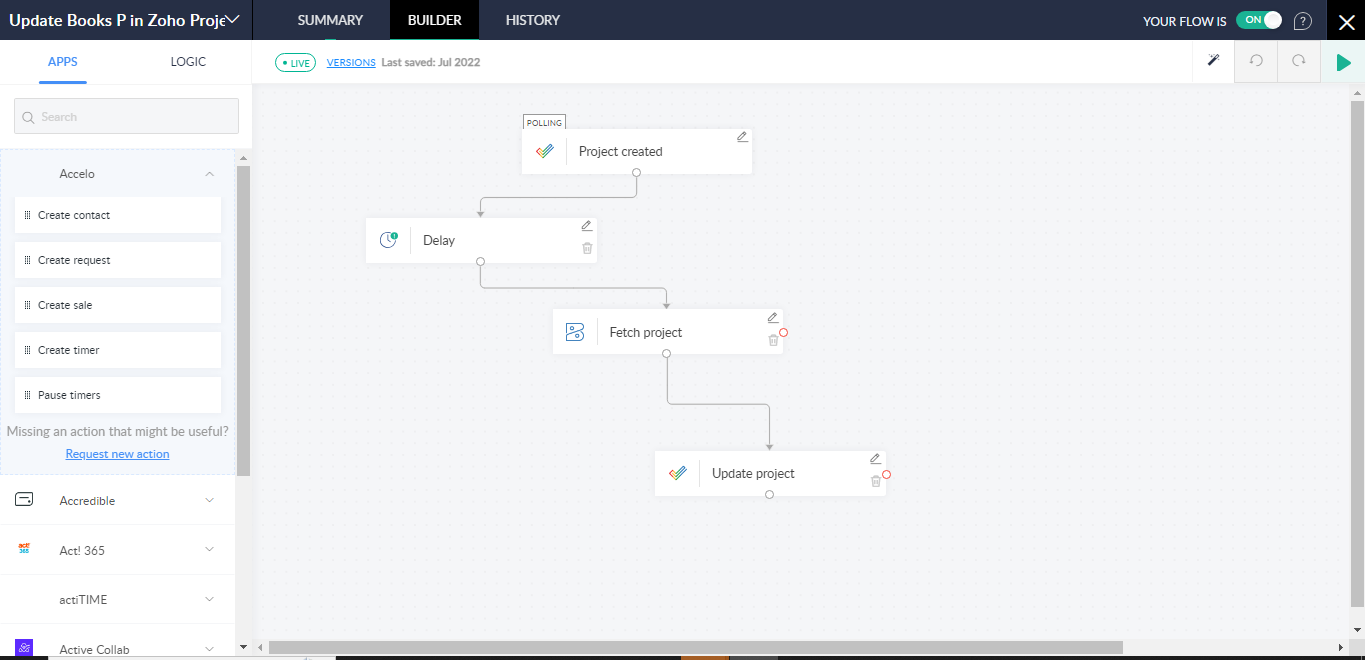 Update Books P in Zoho Proje
SUMMARY
BUILDER
HISTORY
YOUR FLOW IS
ON
?
APPS
LOGIC
LIVE
VERSIONS
Last saved: Jul 2022
Search
POLLING
Project created
Accelo
Create contact
Delay
Create request
Create sale
Fetch project
Create timer
Pause timers
Missing an action that might be useful?
Request new action
Update project
Accredible
act!
365
Act! 365
actiTIME
Active Collab